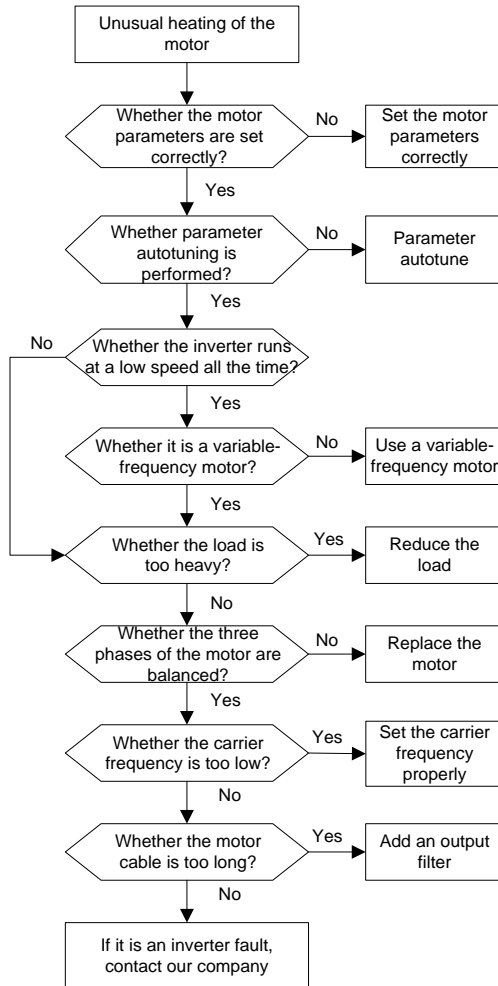 Unusual heating of the
motor
Whether the motor
parameters are set
correctly?
No
Set the motor
parameters
correctly
Yes
Whether parameter
autotuning is
performed?
No
Parameter
autotune
Yes
No
Whether the inverter runs
at a low speed all the time?
Yes
Whether it is a variable-
frequency motor?
No
Use a variable-
frequency motor
Yes
Whether the load is
too heavy?
Yes
Reduce the
load
No
Whether the three
phases of the motor are
balanced?
No
Replace the
motor
Yes
Whether the carrier
frequency is too low?
Yes
Set the carrier
frequency
properly
No
Whether the motor
cable is too long?
Yes
Add an output
filter
No
If it is an inverter fault,
contact our company